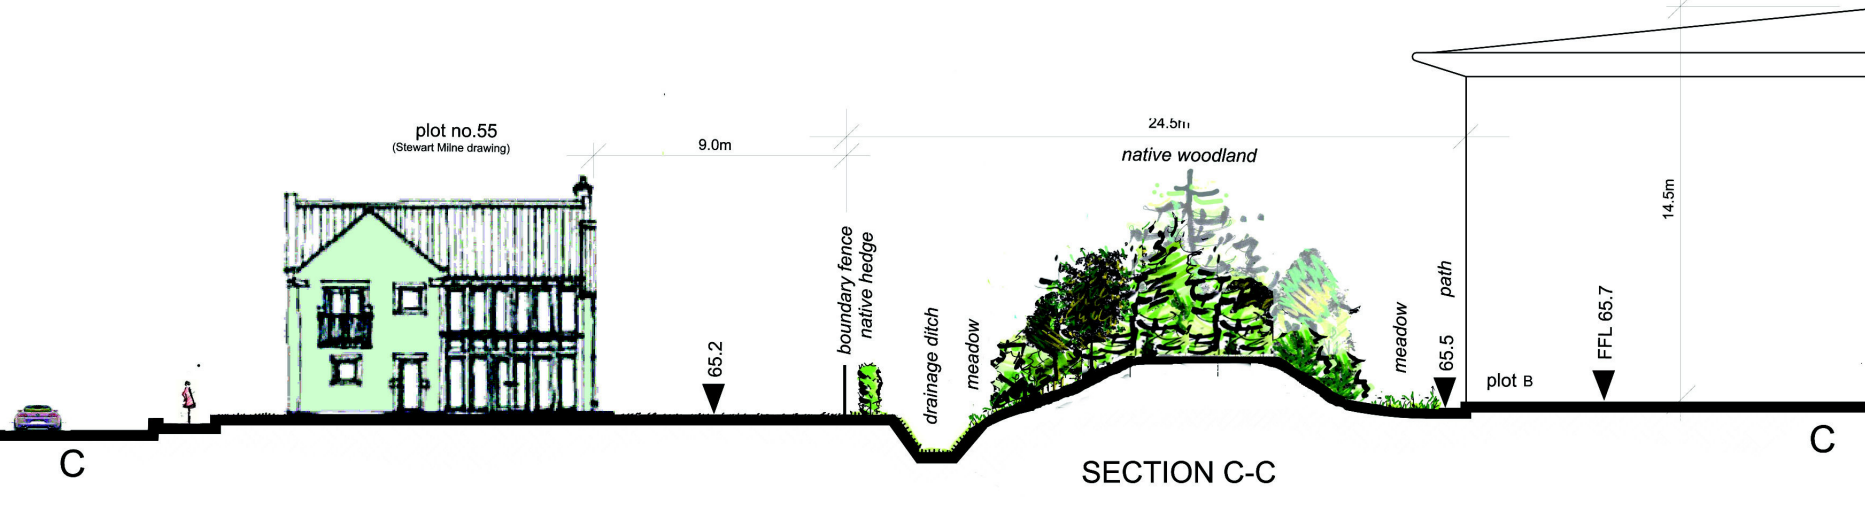 plot no.55
(Stewart Milne drawing)
9.0m
24.5m
native woodland
14.5m
65.2
boundary fence
native hedge
drainage ditch
meadow
meadow
path
65.5
plot B
FFL 65.7
C
SECTION C-C
C